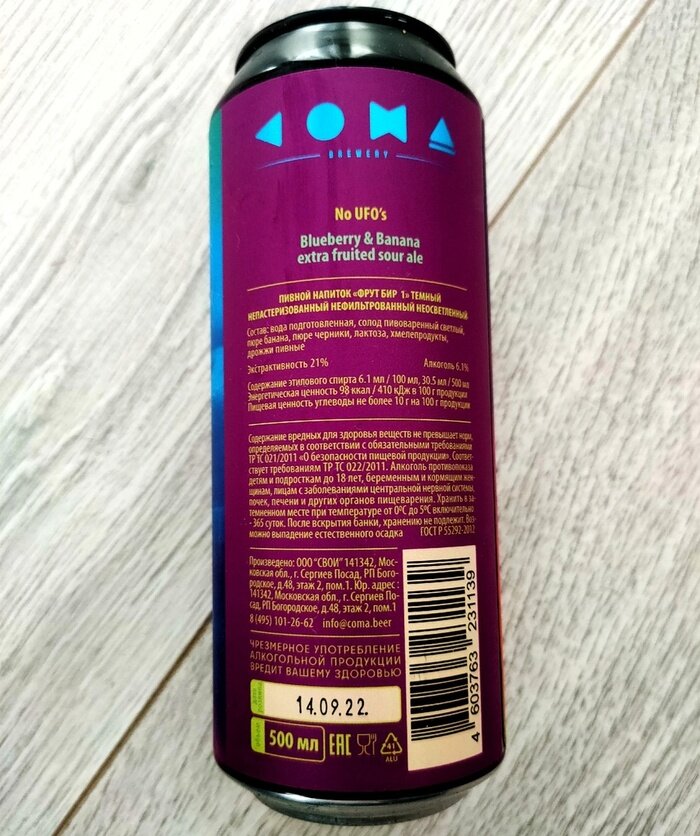 COMA
BREWERY
No UFO's
Blueberry & Banana
extra fruited sour ale
ПИВНОЙ НАПИТОК «ФРУТ БИР 1» ТЕМНЫЙ
НЕПАСТЕРИЗОВАННЫЙ НЕФИЛЬТРОВАННЫЙ НЕОСВЕТЛЕННЫЙ
Состав: вода подготовленная, солод пивоваренный светлый,
пюре банана, пюре черники, лактоза, хмелепродукты,
дрожжи пивные
Экстрактивность 21% Алкоголь 6.1%
Содержание этилового спирта 6.1 мл / 100 мл, 30.5 мл / 500 мл
Энергетическая ценность 98 ккал / 410 кДж в 100 г продукции
Пищевая ценность углеводы не более 10 г на 100 г продукции
Содержание вредных для здоровья веществ не превышает норм,
определяемых в соответствии с обязательными требованиями
ТР ТС 021/2011 «О безопасности пищевой продукции». Соответ-
ствует требованиям ТР ТС 022/2011. Алкоголь противопоказан
детям и подросткам до 18 лет, беременным и кормящим жен-
щинам, лицам с заболеваниями центральной нервной системы,
почек, печени и других органов пищеварения. Хранить в за-
темненном месте при температуре от 0ºС до 5ºС включительно
- 365 суток. После вскрытия банки, хранению не подлежит. Воз-
можно выпадение естественного осадка ГОСТ Р 55292-2012
Произведено: ООО "СВОИ" 141342, Мос-
ковская обл., г. Сергиев Посад, РП Бого-
родское, д.48, этаж 2, пом.1. Юр. адрес :
141342, Московская обл., г. Сергиев По-
сад, РП Богородское, д.48, этаж 2, пом.1
8 (495) 101-26-62 info@coma.beer
ЧРЕЗМЕРНОЕ УПОТРЕБЛЕНИЕ
АЛКОГОЛЬНОЙ ПРОДУКЦИИ
ВРЕДИТ ВАШЕМУ ЗДОРОВЬЮ
дата розлива
14.09.22.
объём
500 мл
EAC
41
ALU
4 603763 231139